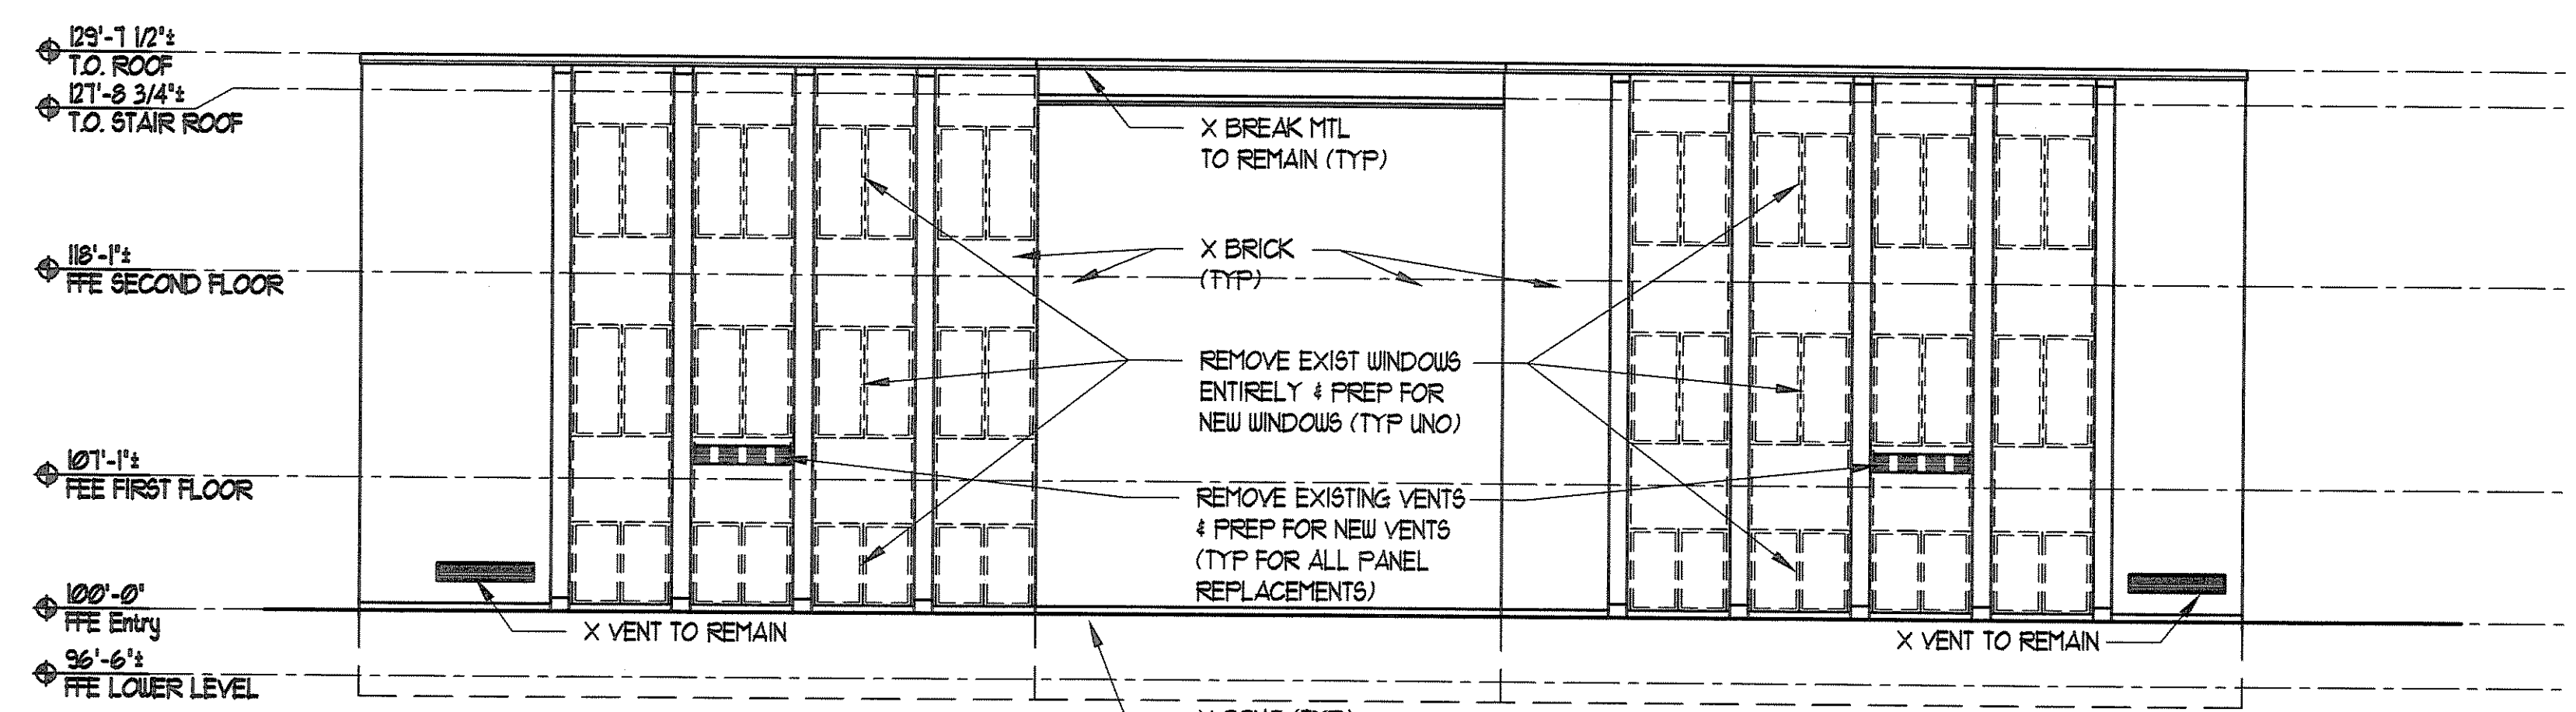 129'-7 1/2"±
T.O. ROOF
127'-8 3/4"±
T.O. STAIR ROOF
118'-1"±
FFE SECOND FLOOR
107'-1"±
FEE FIRST FLOOR
100'-0"
FFE Entry
96'-6"±
FFE LOWER LEVEL
X BREAK MTL
TO REMAIN (TYP)
X BRICK
(TYP)
REMOVE EXIST WINDOWS
ENTIRELY & PREP FOR
NEW WINDOWS (TYP UNO)
REMOVE EXISTING VENTS
& PREP FOR NEW VENTS
(TYP FOR ALL PANEL
REPLACEMENTS)
X VENT TO REMAIN
X VENT TO REMAIN